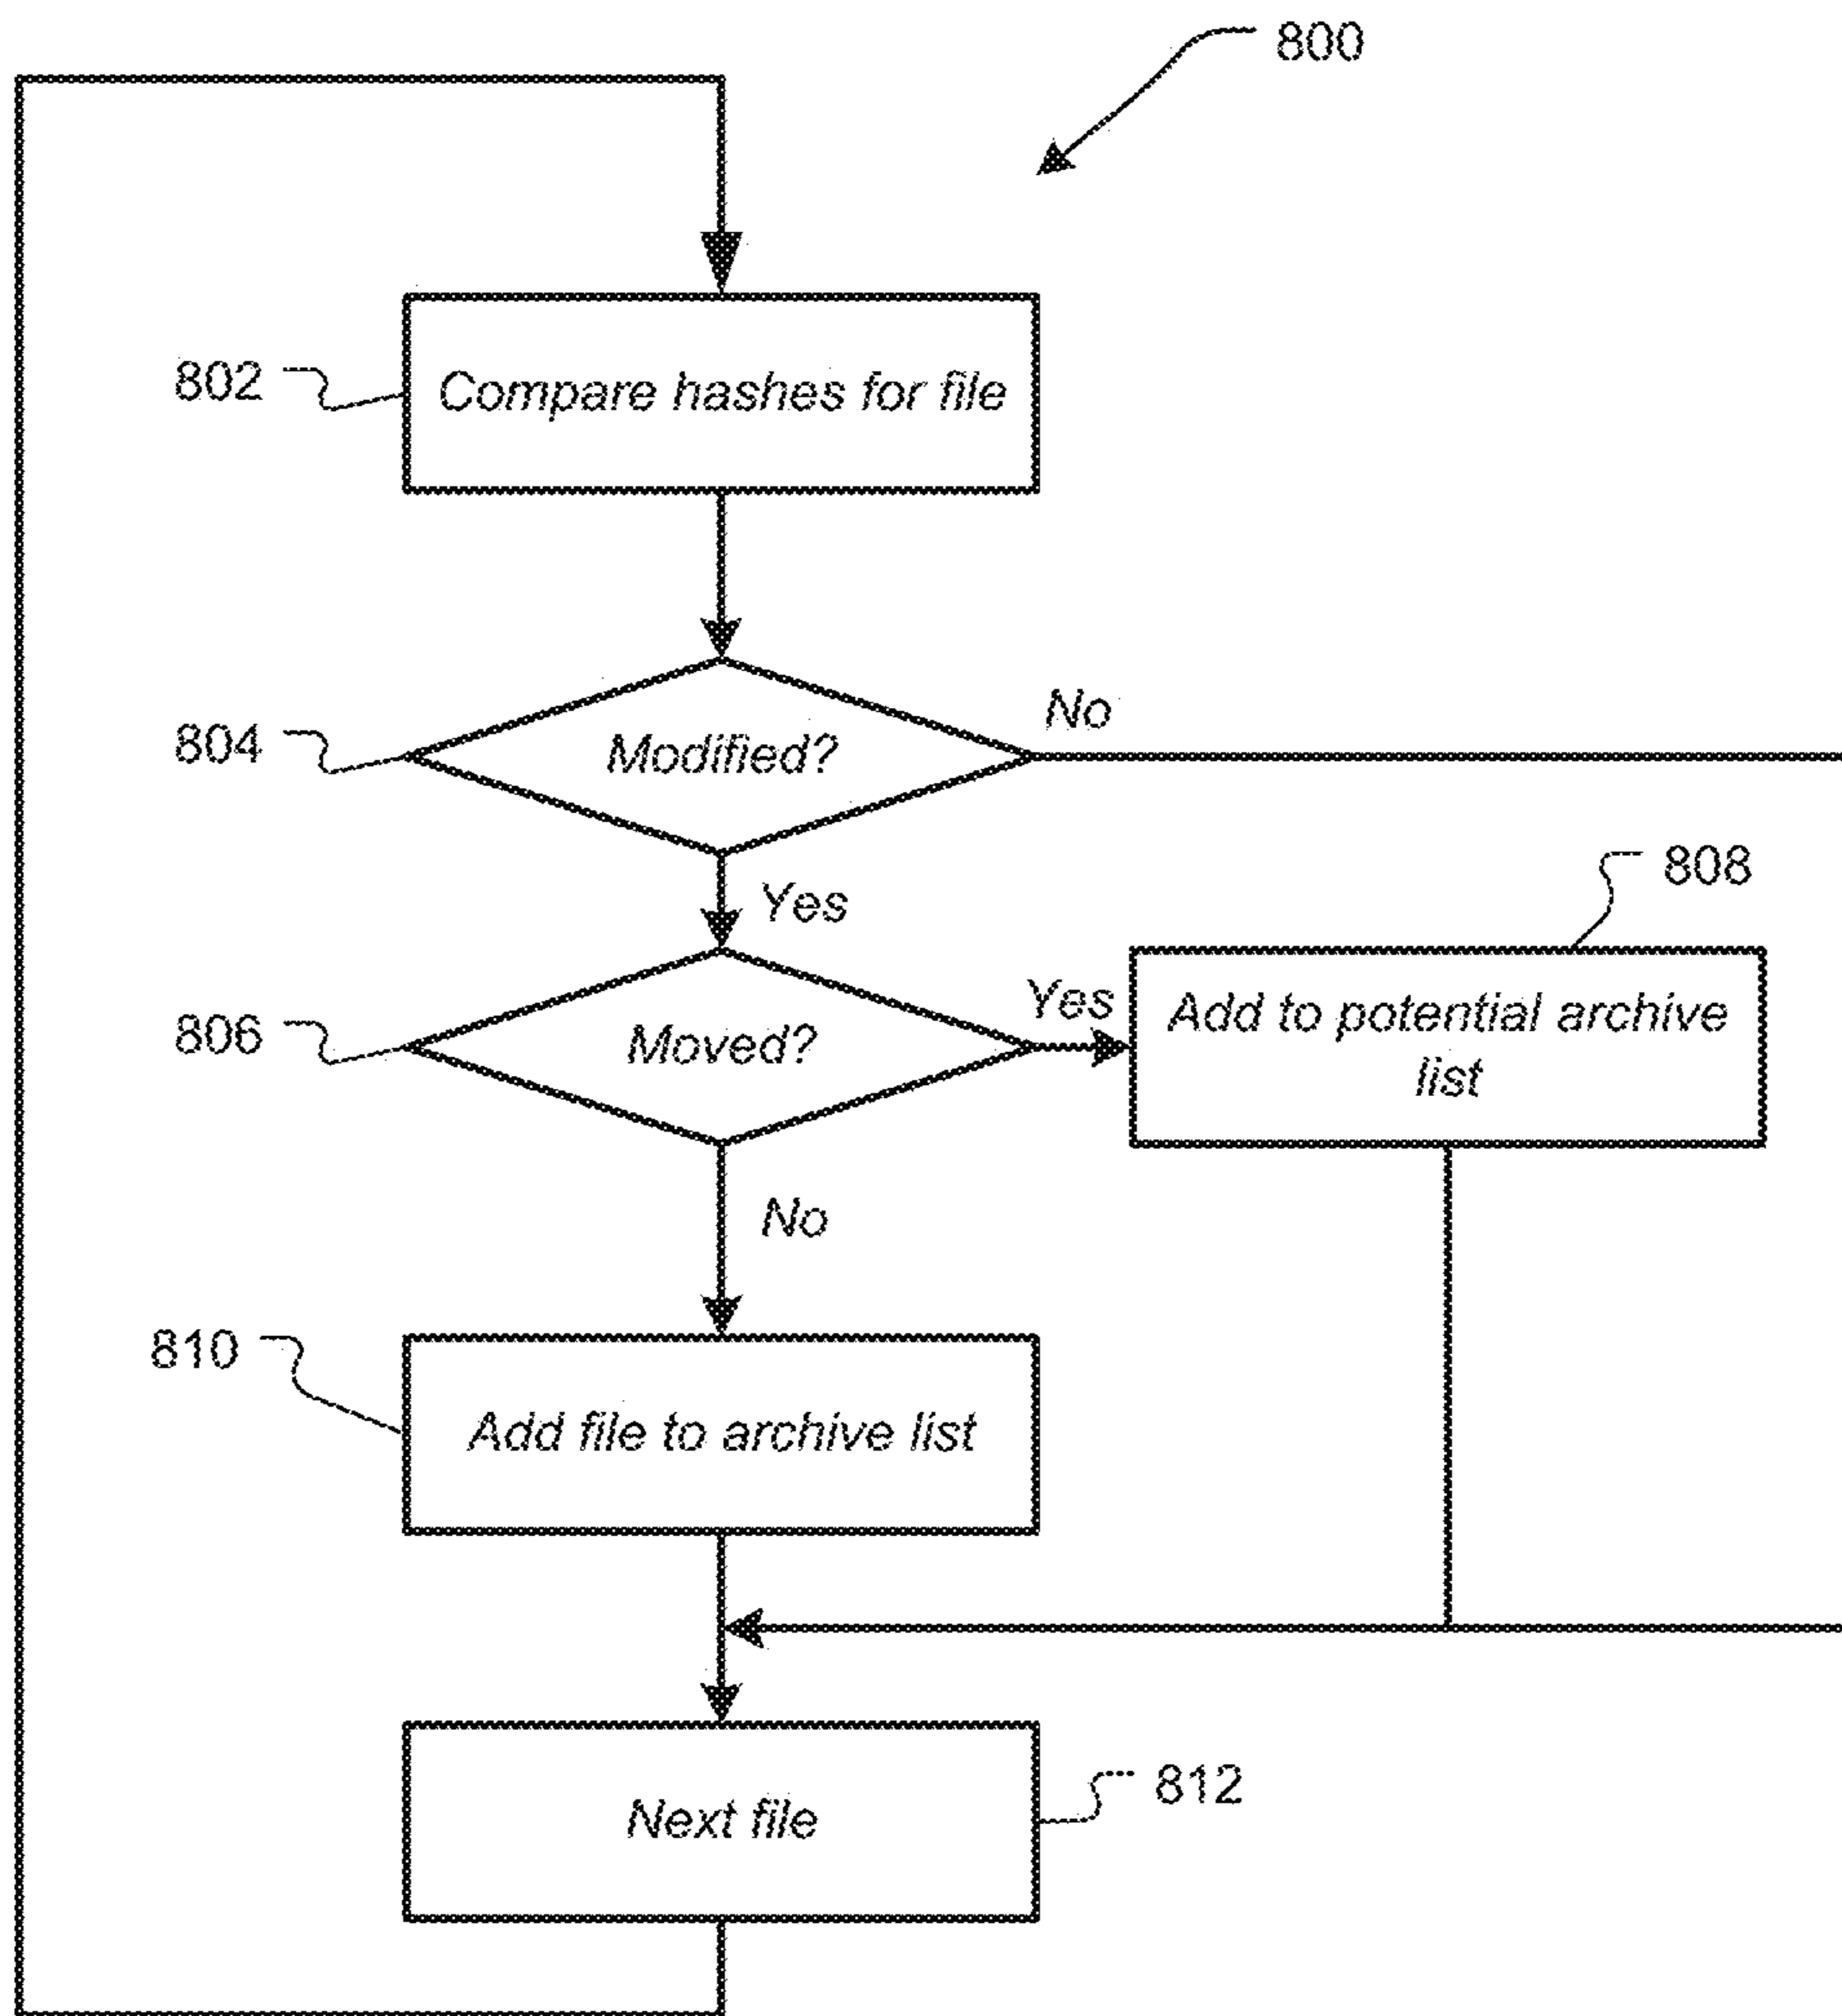 800
802
Compare hashes for file
804
Modified?
No
Yes
808
806
Moved?
Yes
Add to potential archive
list
No
810
Add file to archive list
Next file
812